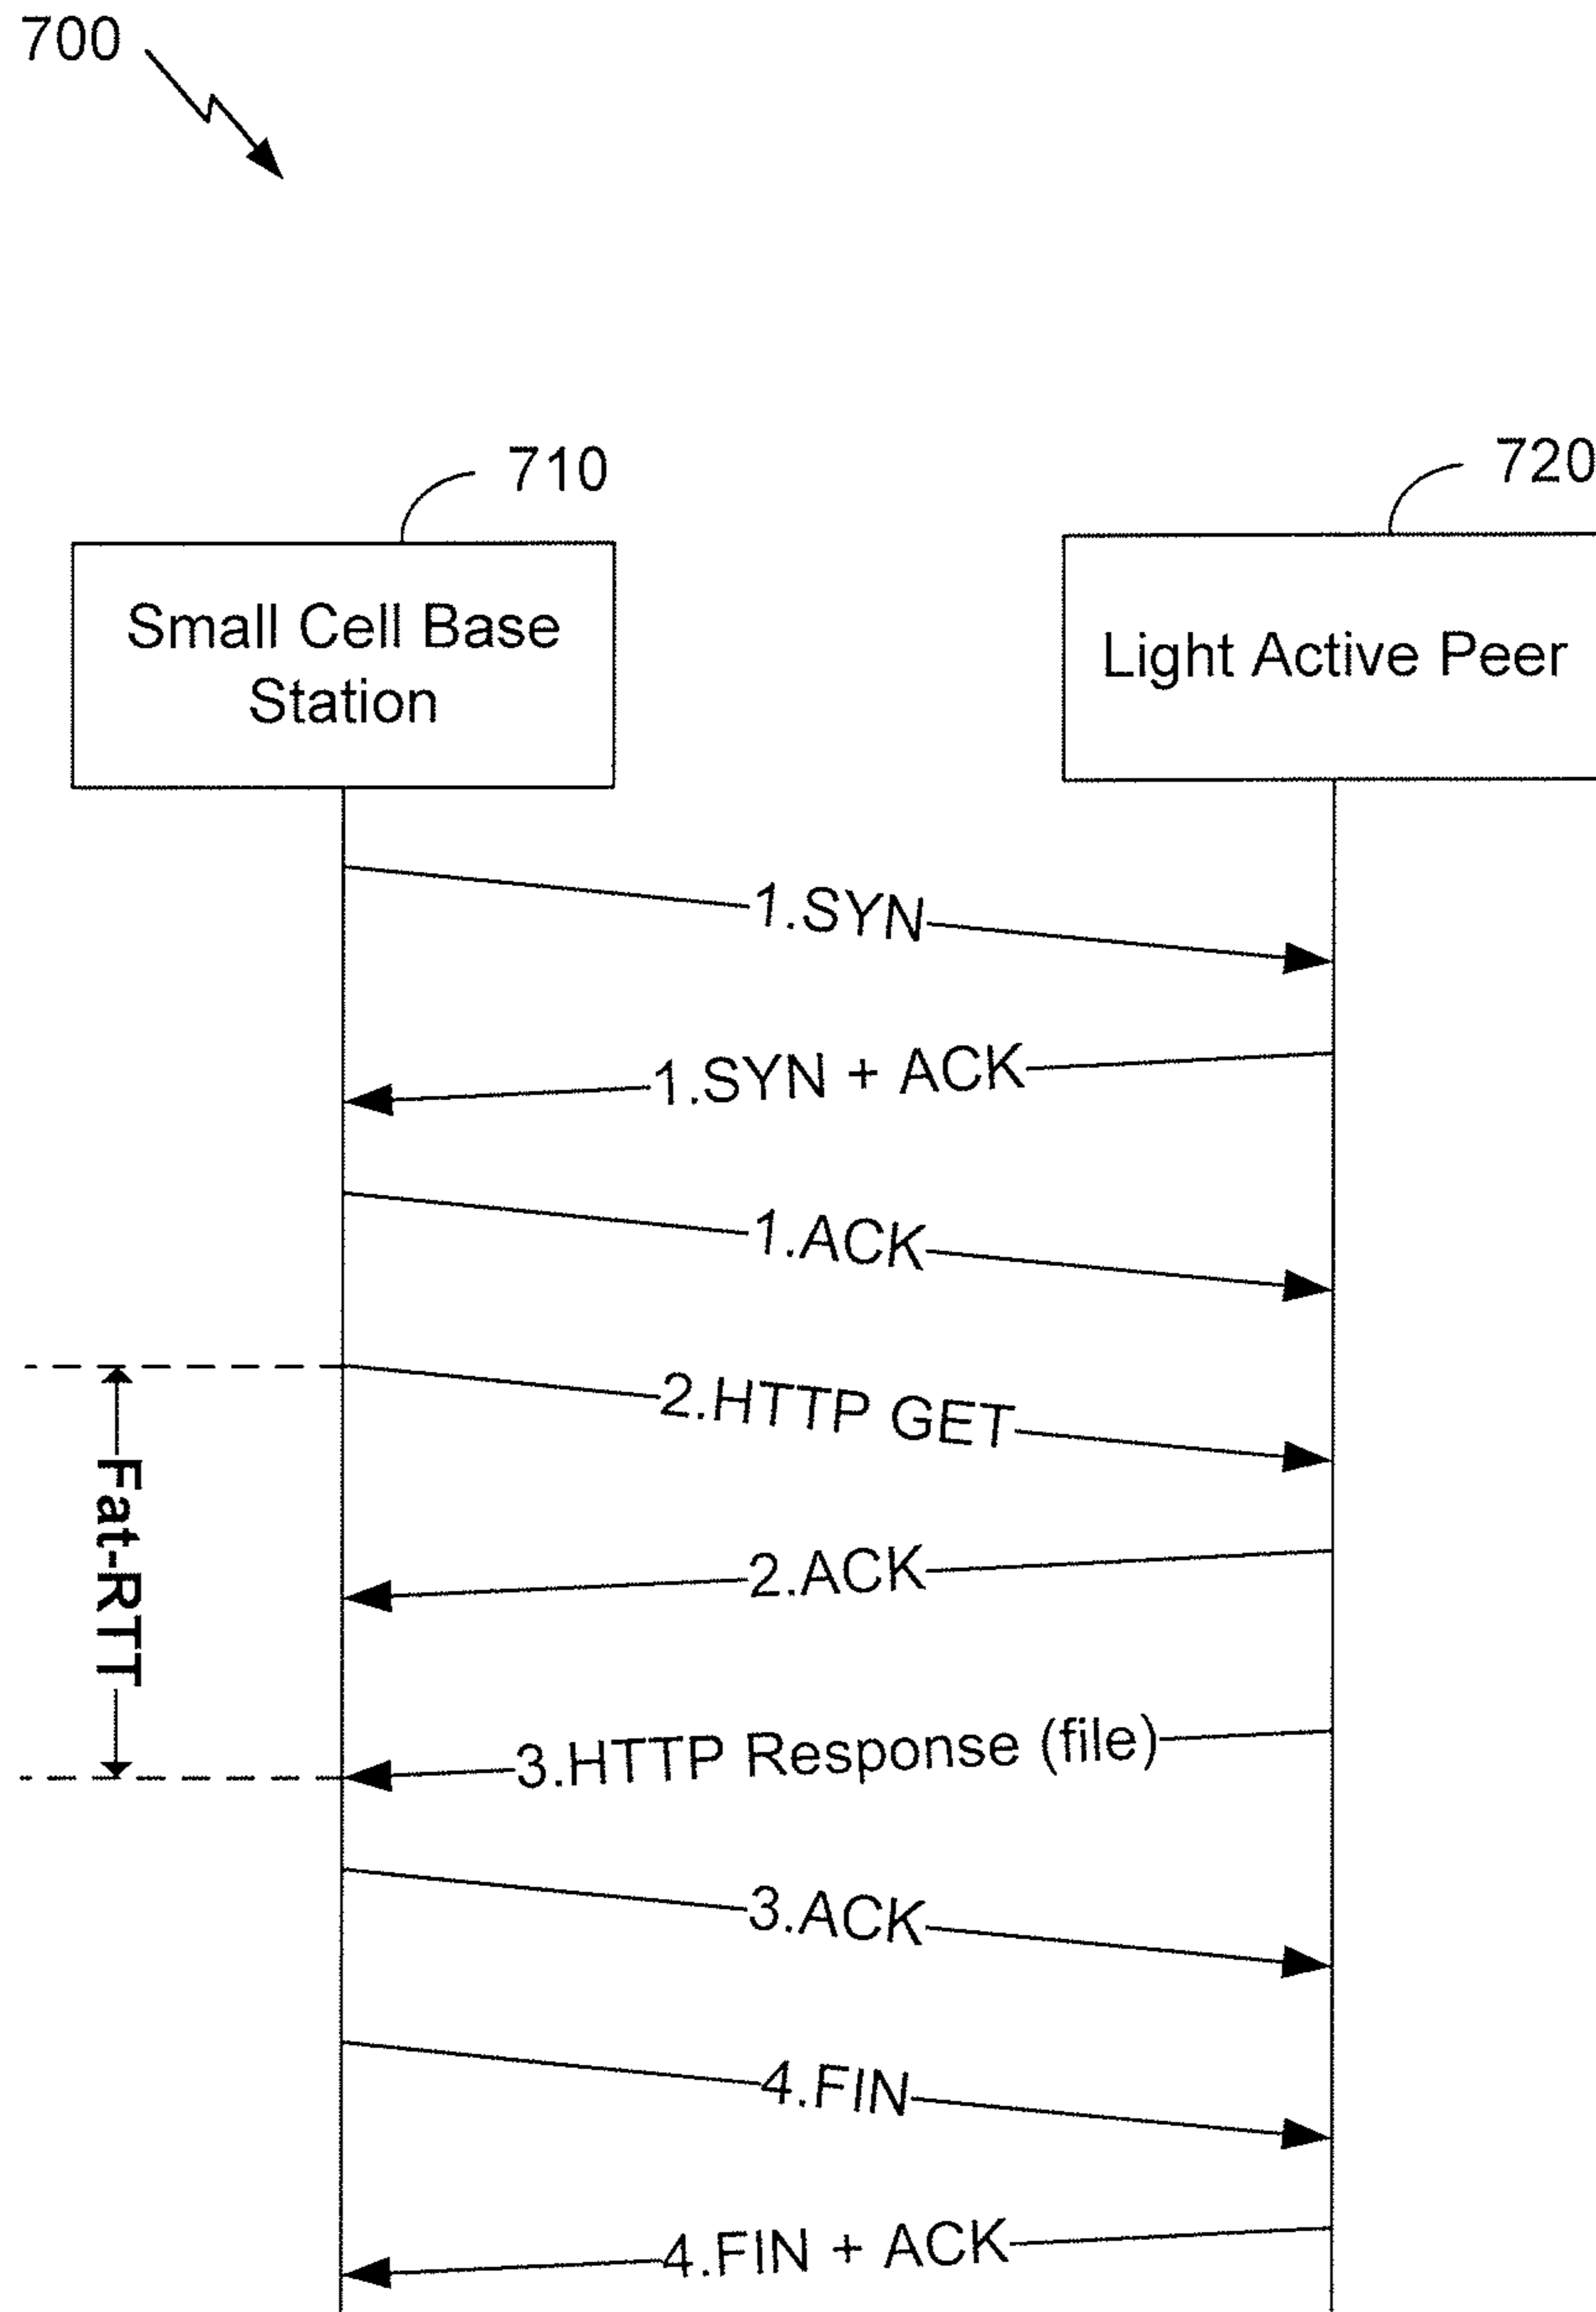 700
710
720
Small Cell Base
Station
Light Active Peer
1.SYN
1.SYN + ACK
1.ACK
2.HTTP GET
Fat-RTT
2.ACK
3.HTTP Response (file)
3.ACK
4.FIN
4.FIN + ACK